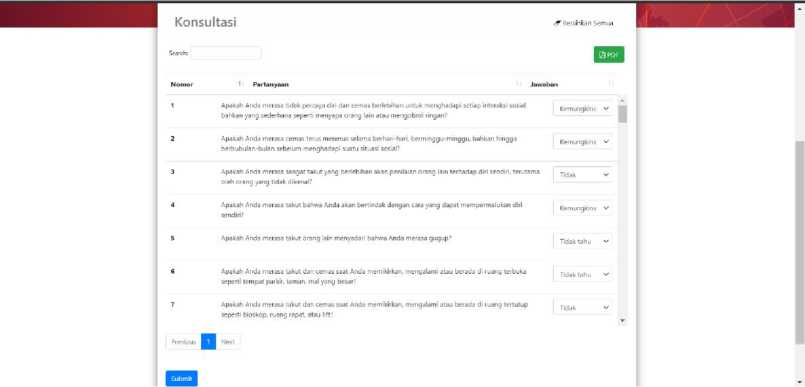 Konsultasi
Bersihkan Semua
Search:
PDF
Nomor Pertanyaan Jawaban
1 Apakah Anda merasa tidak percaya diri dan cemas berlebihan untuk menghadapi setiap interaksi sosial Kemungkina
bahkan yang sederhana seperti menyapa orang lain atau mengobrol ringan?
2 Apakah Anda merasa cemas terus menerus selama berhari-hari, berminggu-minggu, bahkan hingga Kemungkina
berbulan-bulan sebelum menghadapi suatu situasi sosial?
3 Apakah Anda merasa sangat takut yang berlebihan akan penilaian orang lain terhadap diri sendiri, terutama Tidak
oleh orang yang tidak dikenal?
4 Apakah Anda merasa takut bahwa Anda akan bertindak dengan cara yang dapat mempermalukan diri Kemungkina
sendiri?
5 Apakah Anda merasa takut orang lain menyadari bahwa Anda merasa gugup? Tidak tahu
6 Apakah Anda merasa takut dan cemas saat Anda memikirkan, mengalami atau berada di ruang terbuka Tidak tahu
seperti tempat parkir, taman, mal yang besar?
7 Apakah Anda merasa takut dan cemas saat Anda memikirkan, mengalami atau berada di ruang tertutup Tidak
seperti bioskop, ruang rapat, atau lift?
Previous 1 Next
Submit